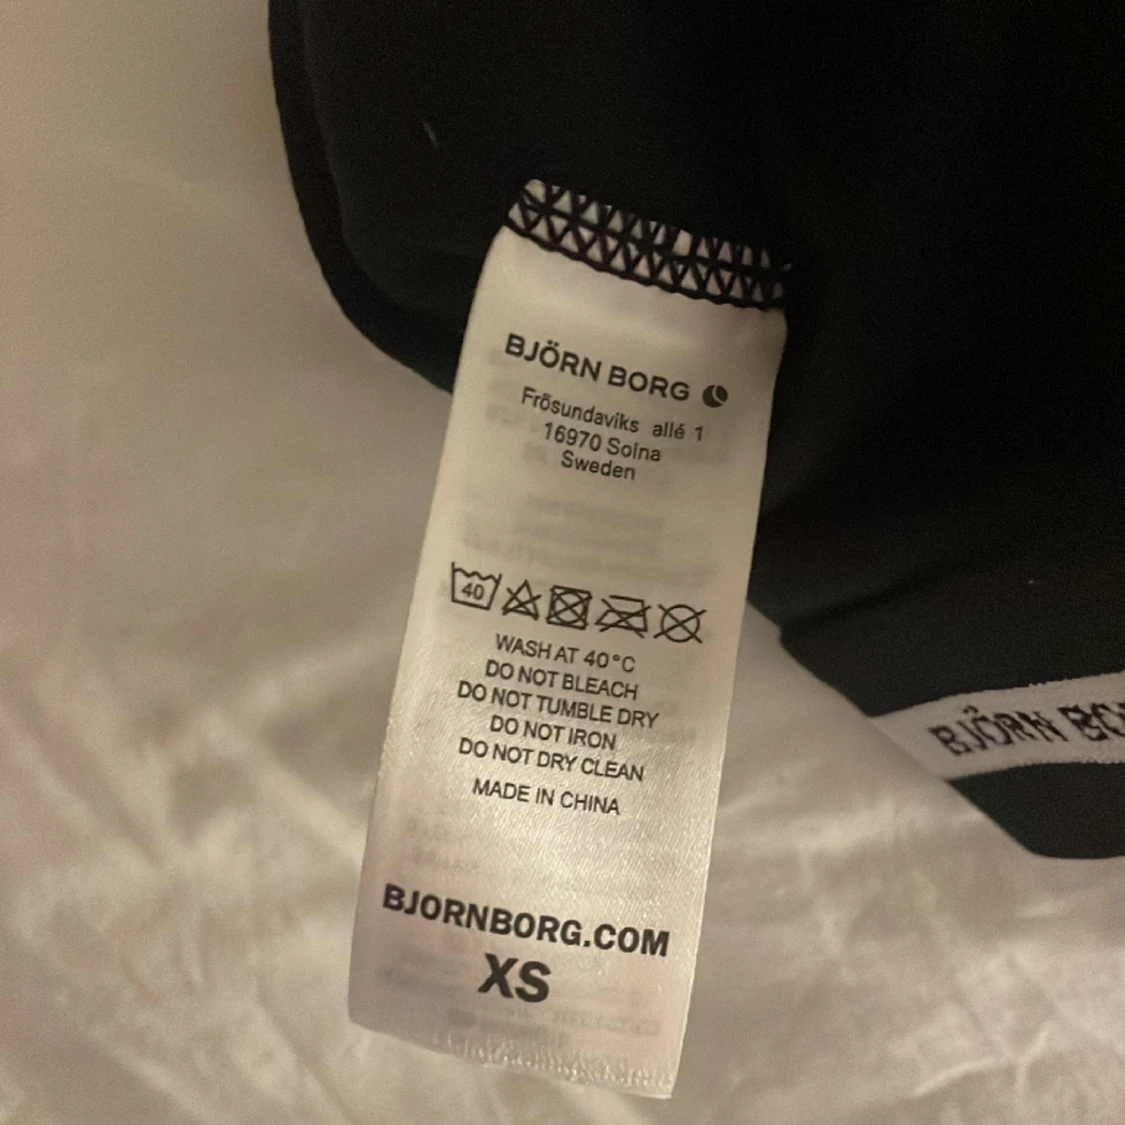 BJÖRN BORG
Frösundaviks allé 1
16970 Solna
Sweden
40
WASH AT 40°C
DO NOT BLEACH
DO NOT TUMBLE DRY
DO NOT IRON
DO NOT DRY CLEAN
MADE IN CHINA
BJORNBORG.COM
XS
BJÖRN